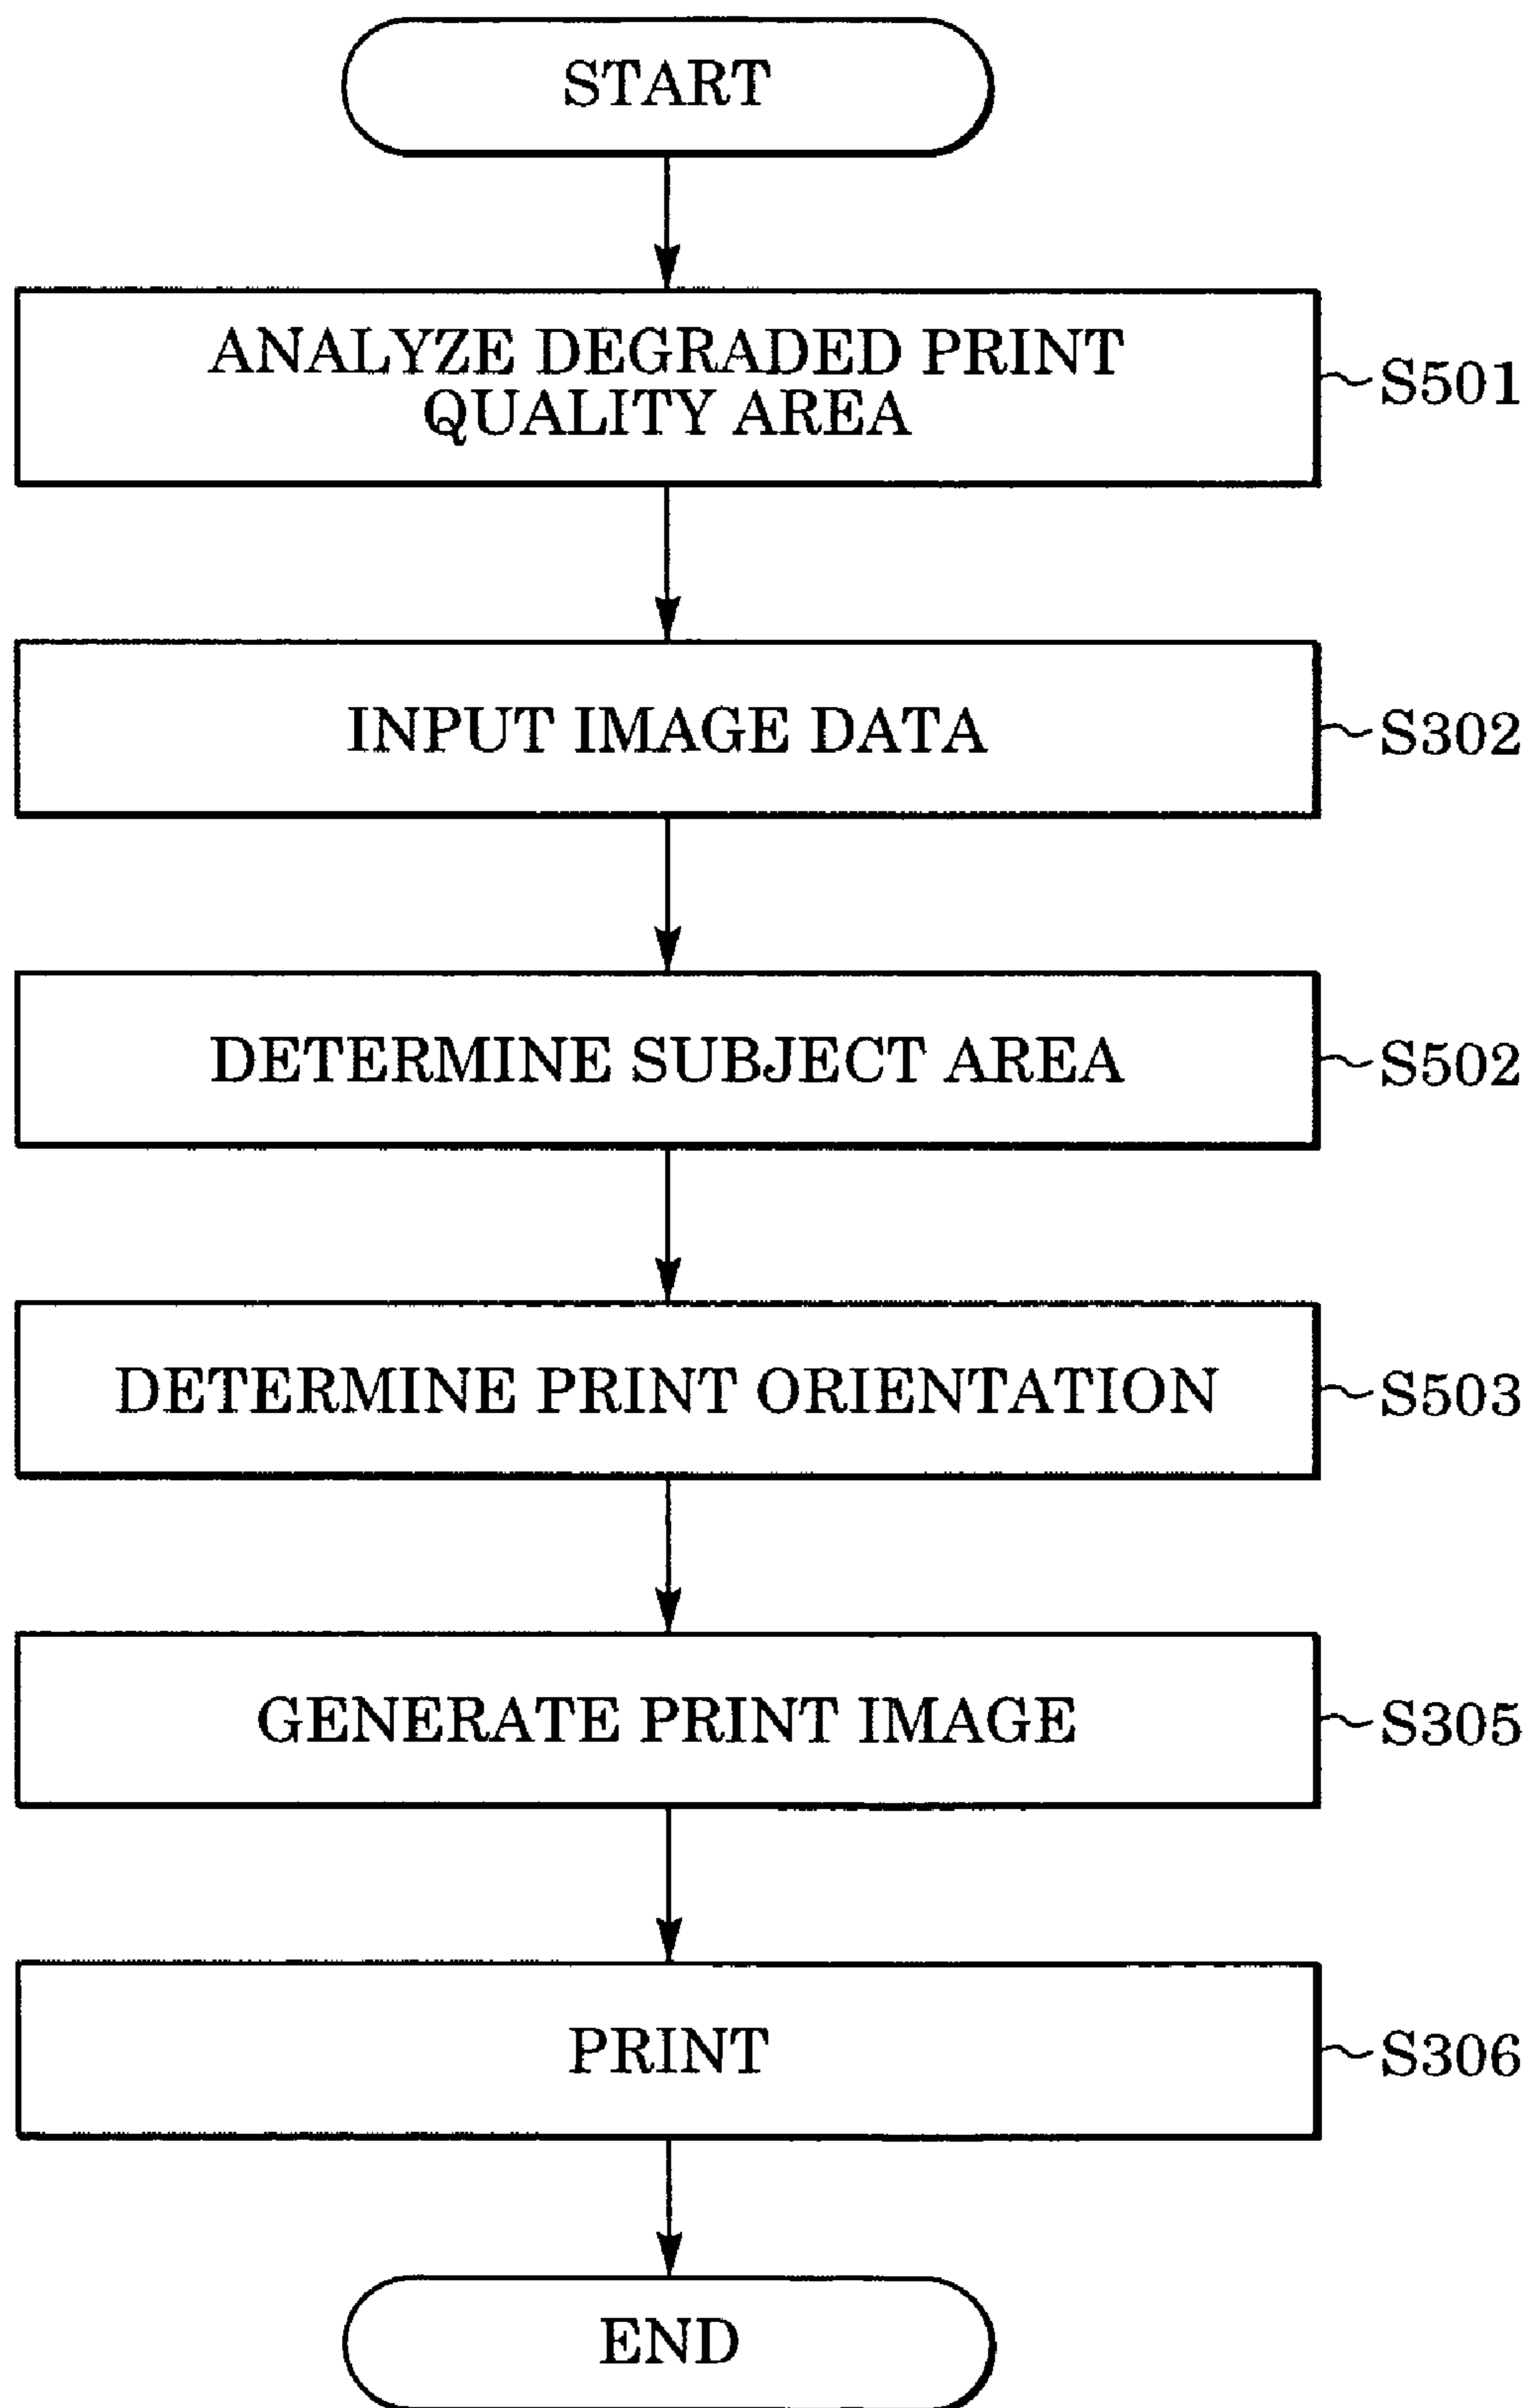 START
ANALYZE DEGRADED PRINT
QUALITY AREA
S501
INPUT IMAGE DATA
S302
DETERMINE SUBJECT AREA
S502
DETERMINE PRINT ORIENTATION
S503
GENERATE PRINT IMAGE
S305
PRINT
S306
END